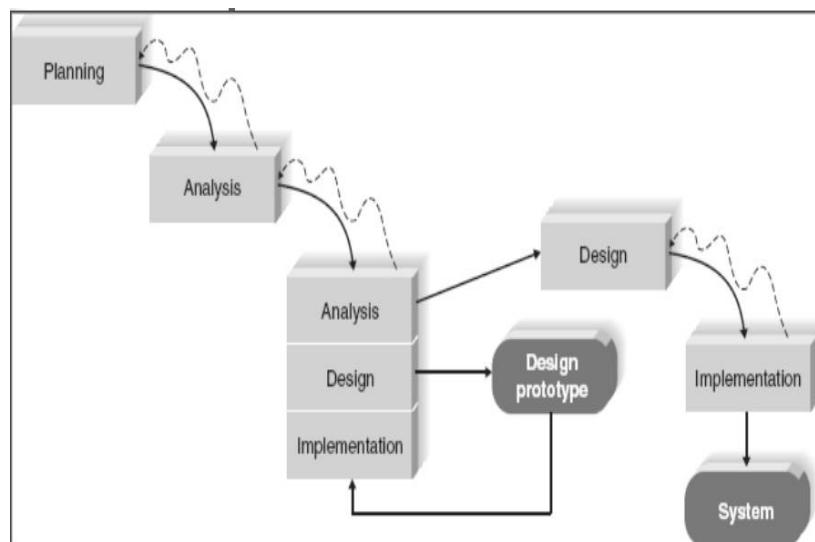 Planning
Analysis
Analysis
Design
Implementation
Design
prototype
Design
Implementation
System